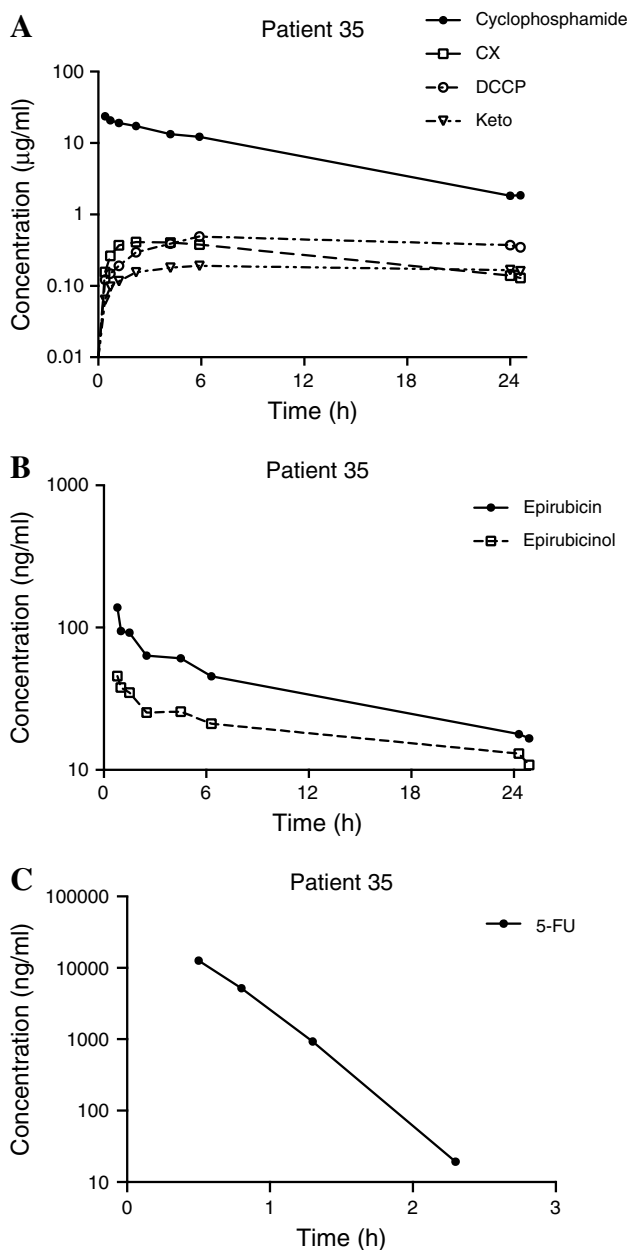 A
Patient 35
Cyclophosphamide
CX
DCCP
Keto
Concentration (µg/ml)
100
10
1
0.10
0.01
0 6 12 18 24
Time (h)
B
Patient 35
Epirubicin
Epirubicinol
Concentration (ng/ml)
1000
100
10
0 6 12 18 24
Time (h)
C
Patient 35
5-FU
Concentration (ng/ml)
100000
10000
1000
100
10
0 1 2 3
Time (h)